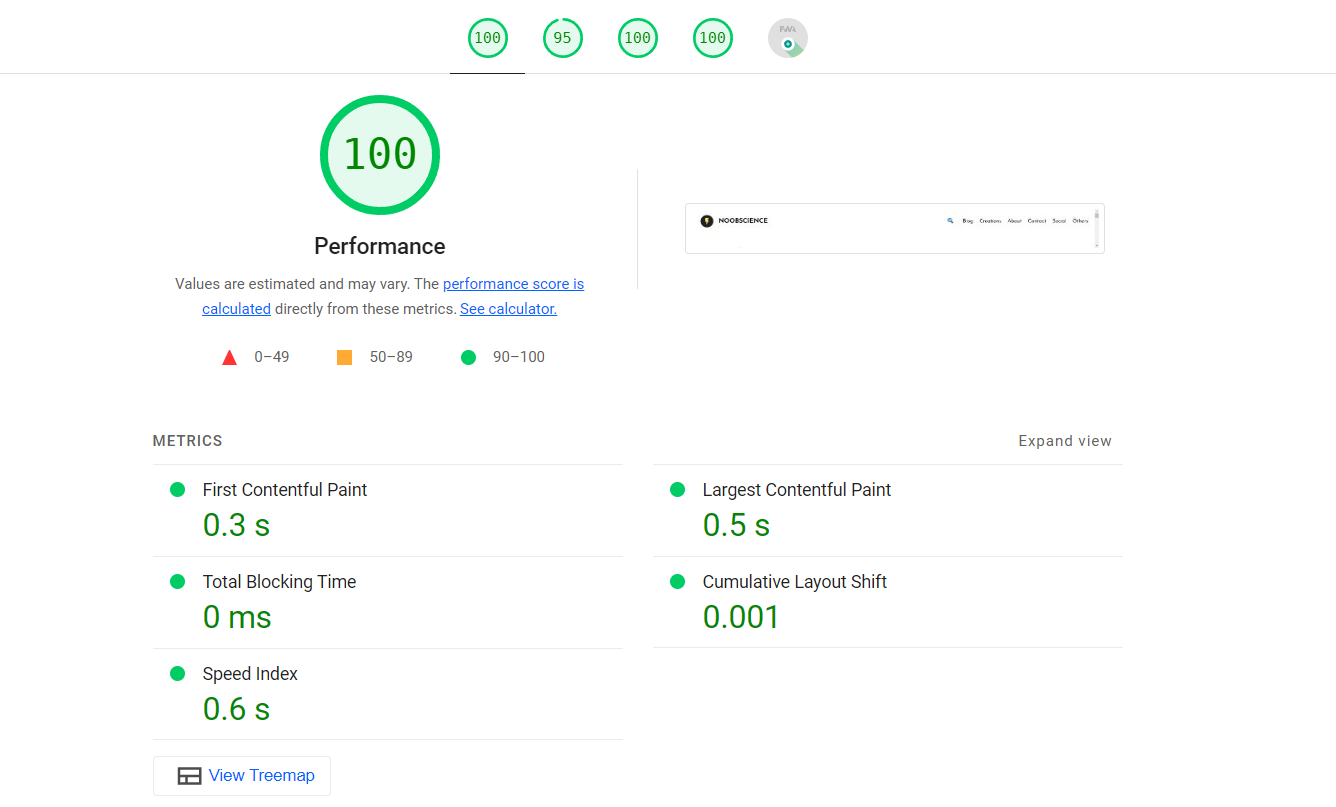 100
95
100
100
PWA
100
Performance
Values are estimated and may vary. The performance score is
calculated directly from these metrics. See calculator.
0–49
50–89
90–100
NOOBSCIENCE
Blog Creations About Contact Social Others
METRICS
Expand view
First Contentful Paint
0.3 s
Largest Contentful Paint
0.5 s
Total Blocking Time
0 ms
Cumulative Layout Shift
0.001
Speed Index
0.6 s
View Treemap